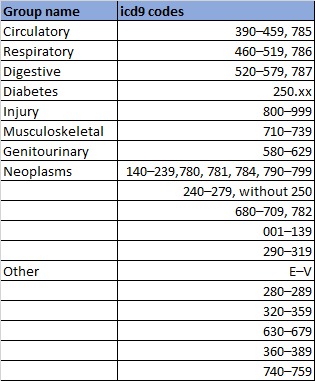 Group name icd9 codes
Circulatory 390–459, 785
Respiratory 460–519, 786
Digestive 520–579, 787
Diabetes 250.xx
Injury 800–999
Musculoskeletal 710–739
Genitourinary 580–629
Neoplasms 140–239,780, 781, 784, 790–799
240–279, without 250
680–709, 782
001–139
290–319
Other E–V
280–289
320–359
630–679
360–389
740–759